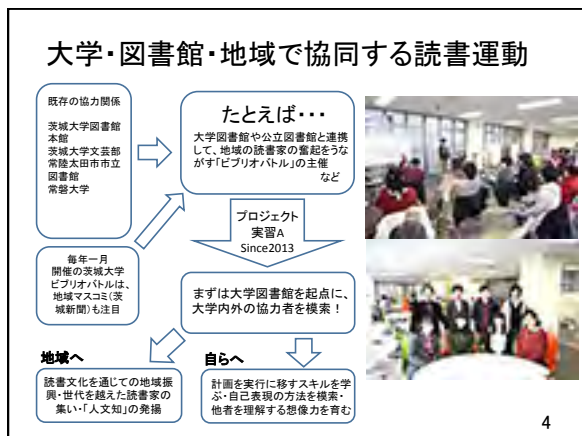 大学・図書館・地域で協同する読書運動
既存の協力関係
茨城大学図書館
本館
茨城大学文芸部
常陸太田市市立
図書館
常磐大学
たとえば・・・
大学図書館や公立図書館と連携
して、地域の読書家の奮起をうな
がす「ビブリオバトル」の主催
など
プロジェクト
実習A
Since2013
毎年一月
開催の茨城大学
ビブリオバトルは、
地域マスコミ(茨
城新聞)も注目
まずは大学図書館を起点に、
大学内外の協力者を模索!
地域へ
読書文化を通じての地域振
興・世代を越えた読書家の
集い・「人文知」の発揚
自らへ
計画を実行に移すスキルを学
ぶ・自己表現の方法を模索・
他者を理解する想像力を育む
4